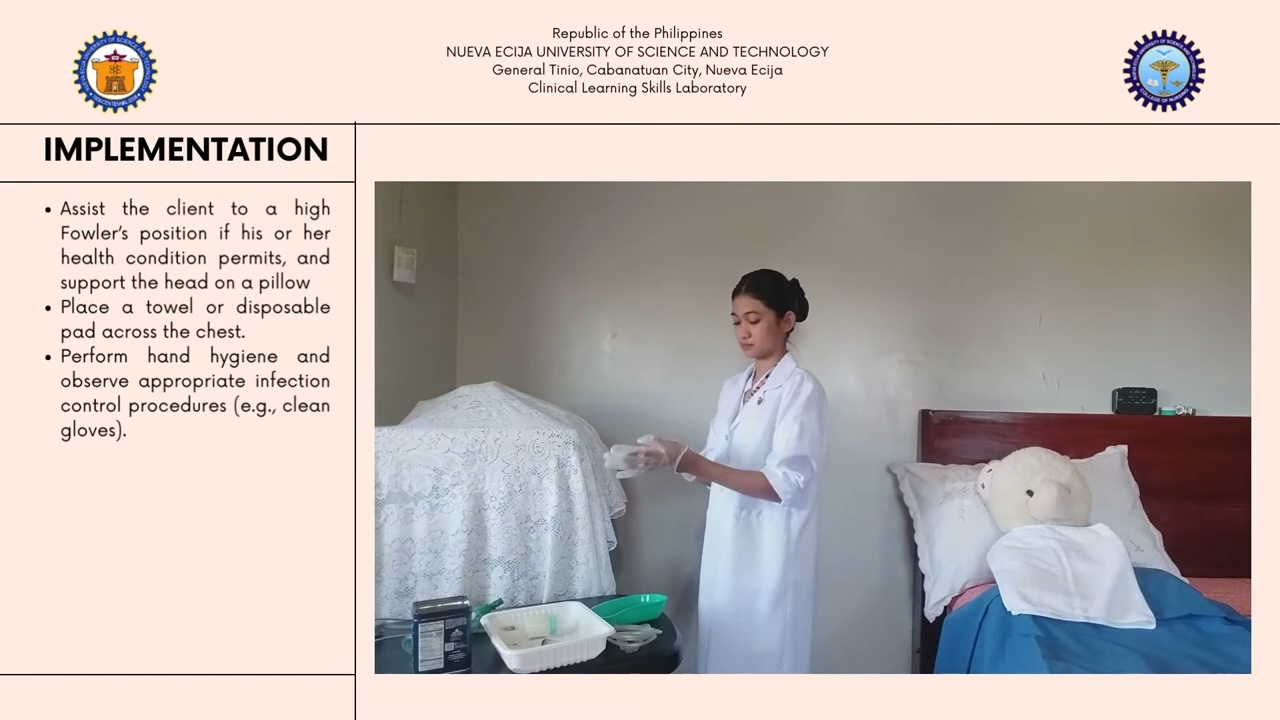 Republic of the Philippines
NUEVA ECIJA UNIVERSITY OF SCIENCE AND TECHNOLOGY
General Tinio, Cabanatuan City, Nueva Ecija
Clinical Learning Skills Laboratory
IMPLEMENTATION
• Assist the client to a high
Fowler's position if his or her
health condition permits, and
support the head on a pillow
• Place a towel or disposable
pad across the chest.
• Perform hand hygiene and
observe appropriate infection
control procedures (e.g., clean
gloves).